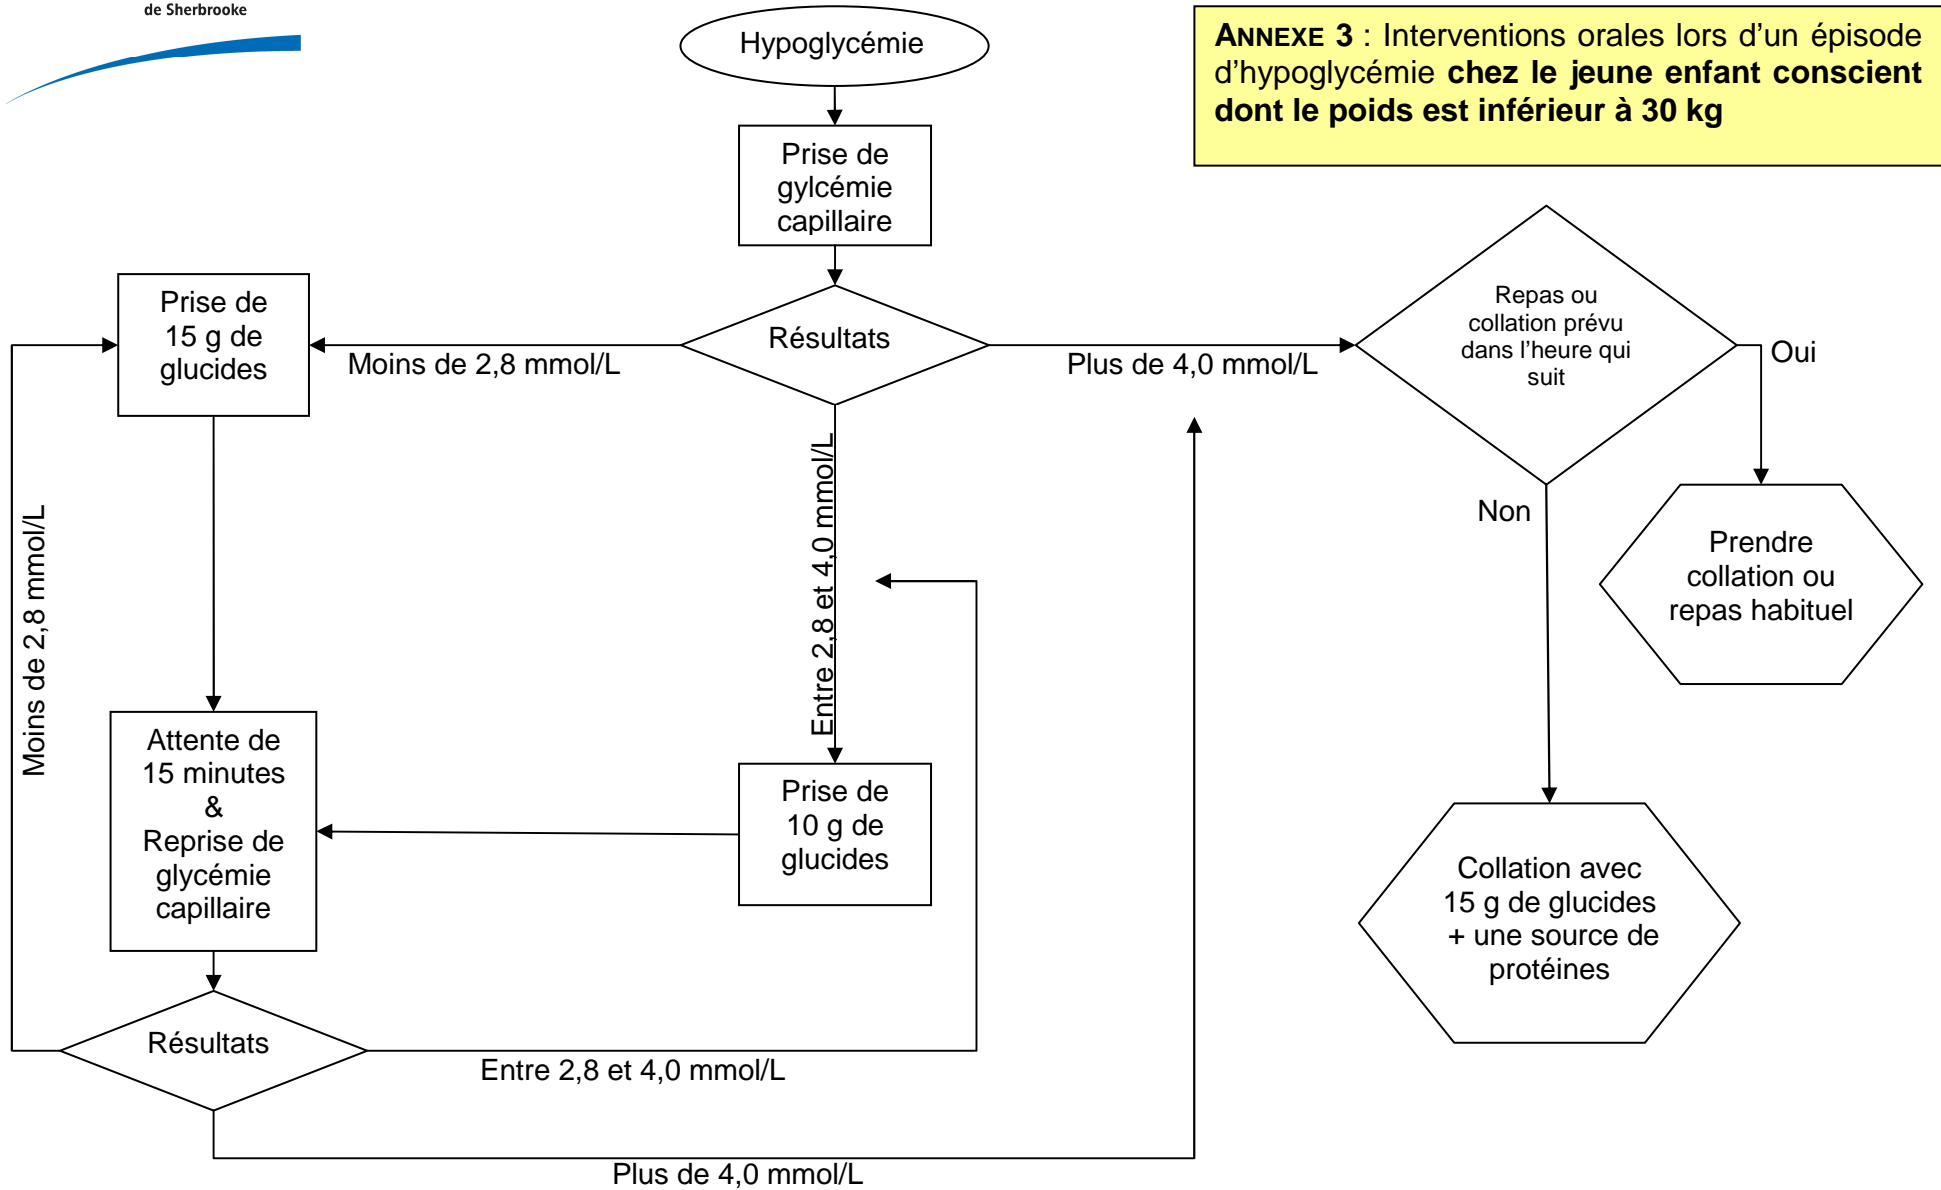 de Sherbrooke
Hypoglycémie
ANNEXE 3 : Interventions orales lors d'un épisode
d'hypoglycémie chez le jeune enfant conscient
dont le poids est inférieur à 30 kg
Prise de
gylcémie
capillaire
Résultats
Moins de 2,8 mmol/L
Prise de
15 g de
glucides
Plus de 4,0 mmol/L
Repas ou
collation prévu
dans l'heure qui
suit
Oui
Non
Prendre
collation ou
repas habituel
Collation avec
15 g de glucides
+ une source de
protéines
Entre 2,8 et 4,0 mmol/L
Prise de
10 g de
glucides
Attente de
15 minutes
&
Reprise de
glycémie
capillaire
Résultats
Moins de 2,8 mmol/L
Entre 2,8 et 4,0 mmol/L
Plus de 4,0 mmol/L